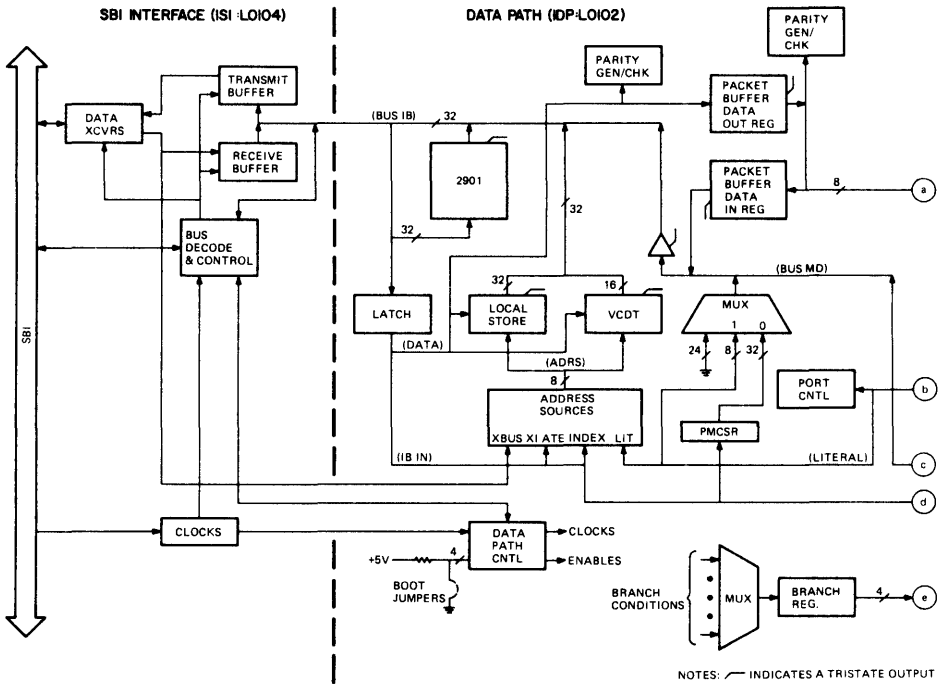 SBI INTERFACE (ISI:L0104)
DATA PATH (IDP:L0102)
PARITY
GEN/
CHK
PARITY
GEN/CHK
TRANSMIT
BUFFER
PACKET
BUFFER
DATA
OUT REG
DATA
XCVRS
(BUS IB)
32
RECEIVE
BUFFER
2901
PACKET
BUFFER
DATA
IN REG
8
a
32
32
BUS
DECODE
& CONTROL
(BUS MD)
SBI
LATCH
32
LOCAL
STORE
16
VCDT
MUX
1
0
(DATA)
24
8
32
(ADRS)
8
PORT
CNTL
b
ADDRESS
SOURCES
XBUS XI ATE INDEX LIT
PMCSR
(IB IN)
(LITERAL)
c
d
CLOCKS
DATA
PATH
CNTL
CLOCKS
ENABLES
+5V
4
BOOT
JUMPERS
BRANCH
CONDITIONS
MUX
BRANCH
REG.
4
e
NOTES: INDICATES A TRISTATE OUTPUT